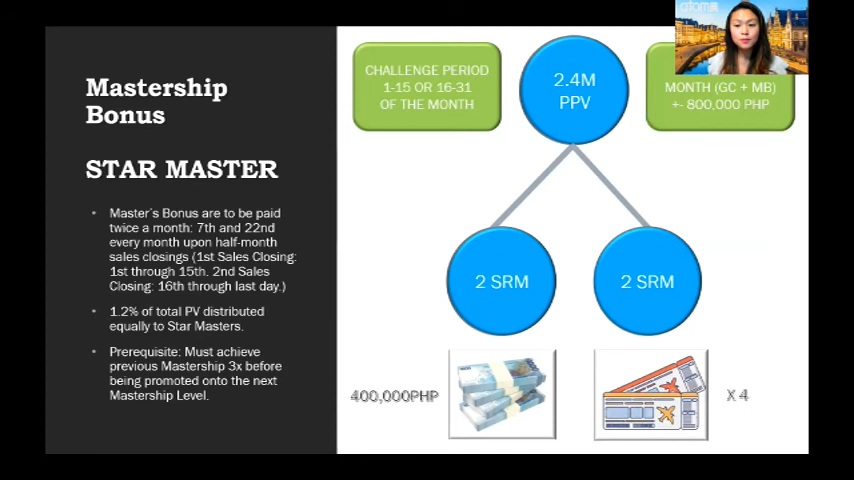 Mastership
Bonus
STAR MASTER
• Master's Bonus are to be paid
twice a month: 7th and 22nd
every month upon half-month
sales closings (1st Sales Closing:
1st through 15th. 2nd Sales
Closing: 16th through last day.)
• 1.2% of total PV distributed
equally to Star Masters.
• Prerequisite: Must achieve
previous Mastership 3x before
being promoted onto the next
Mastership Level.
CHALLENGE PERIOD
1-15 OR 16-31
OF THE MONTH
2.4M
PPV
MONTH (GC + MB)
+- 800,000 PHP
2 SRM
2 SRM
400,000PHP
X 4